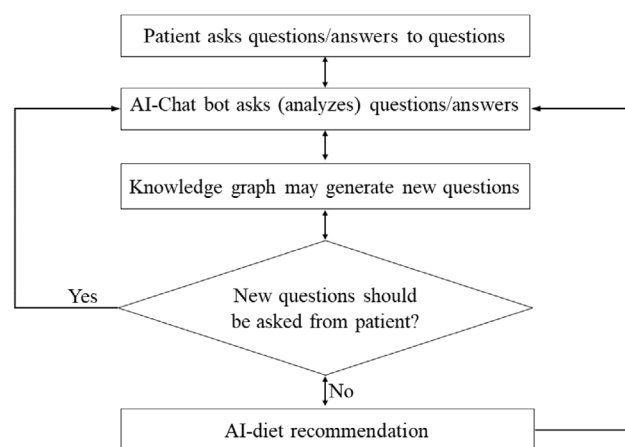 Patient asks questions/answers to questions
AI-Chat bot asks (analyzes) questions/answers
Knowledge graph may generate new questions
Yes
New questions should
be asked from patient?
No
AI-diet recommendation